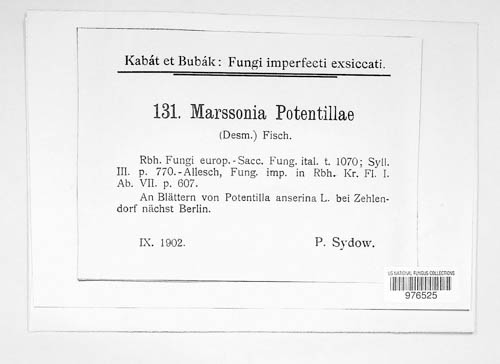 Kabát et Bubák: Fungi imperfecti exsiccati.
131. Marssonia Potentillae
(Desm.) Fisch.
Rbh. Fungi europ.-Sacc. Fung. ital. t. 1070; Syll.
III. p. 770.-Allesch, Fung. imp. in Rbh. Kr. Fl. I.
Ab. VII. p. 607.
An Blättern von Potentilla anserina L. bei Zehlen-
dorf nächst Berlin.
IX. 1902. P. Sydow.
US NATIONAL FUNGUS COLLECTIONS
976525